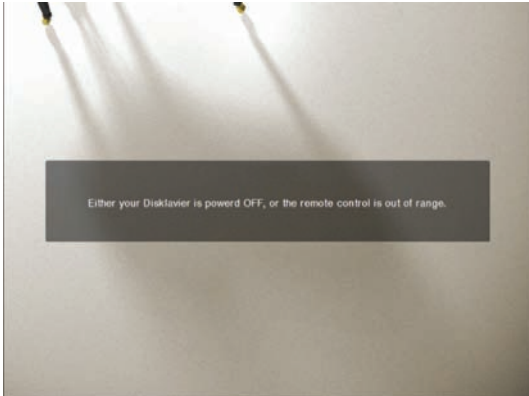 Either your Disklavier is powerd OFF, or the remote control is out of range.